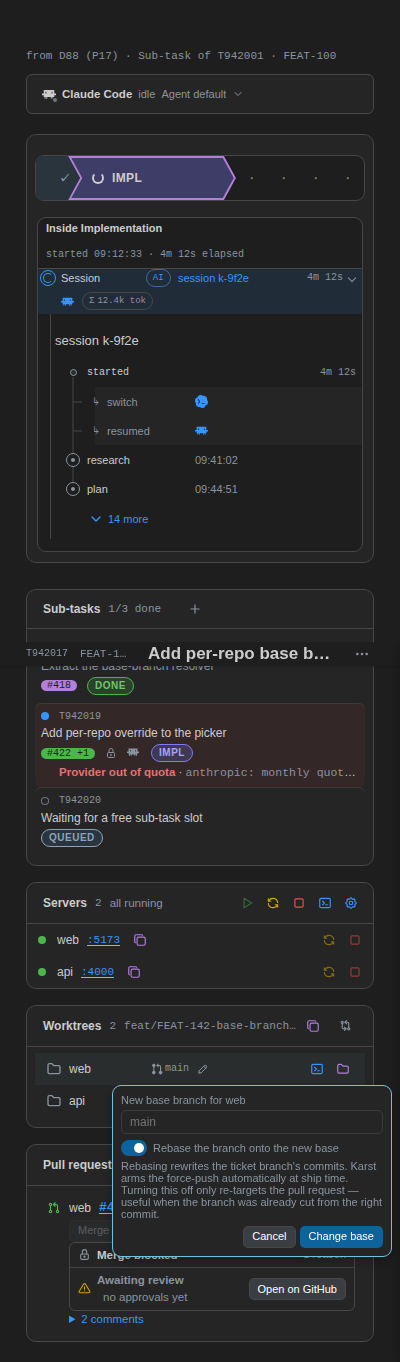 from D88 (P17) · Sub-task of T942001 · FEAT-100
Claude Code idle Agent default
✓ IMPL
Inside Implementation
started 09:12:33 · 4m 12s elapsed
Session AI session k-9f2e 4m 12s
Σ 12.4k tok
session k-9f2e
started 4m 12s
↳ switch
↳ resumed
research 09:41:02
plan 09:44:51
14 more
Sub-tasks 1/3 done +
T942017 FEAT-1… Add per-repo base b… ···
Extract the base-branch resolver
#418 DONE
T942019
Add per-repo override to the picker
#422 +1 IMPL
Provider out of quota · anthropic: monthly quot…
T942020
Waiting for a free sub-task slot
QUEUED
Servers 2 all running
web :5173
api :4000
Worktrees 2 feat/FEAT-142-base-branch…
web main
api
New base branch for web
main
Rebase the branch onto the new base
Rebasing rewrites the ticket branch's commits. Karst
arms the force-push automatically at ship time.
Turning this off only re-targets the pull request —
useful when the branch was already cut from the right
commit.
Cancel Change base
Pull request
web #4
Merge
Merge blocked
Awaiting review
no approvals yet
Open on GitHub
2 comments